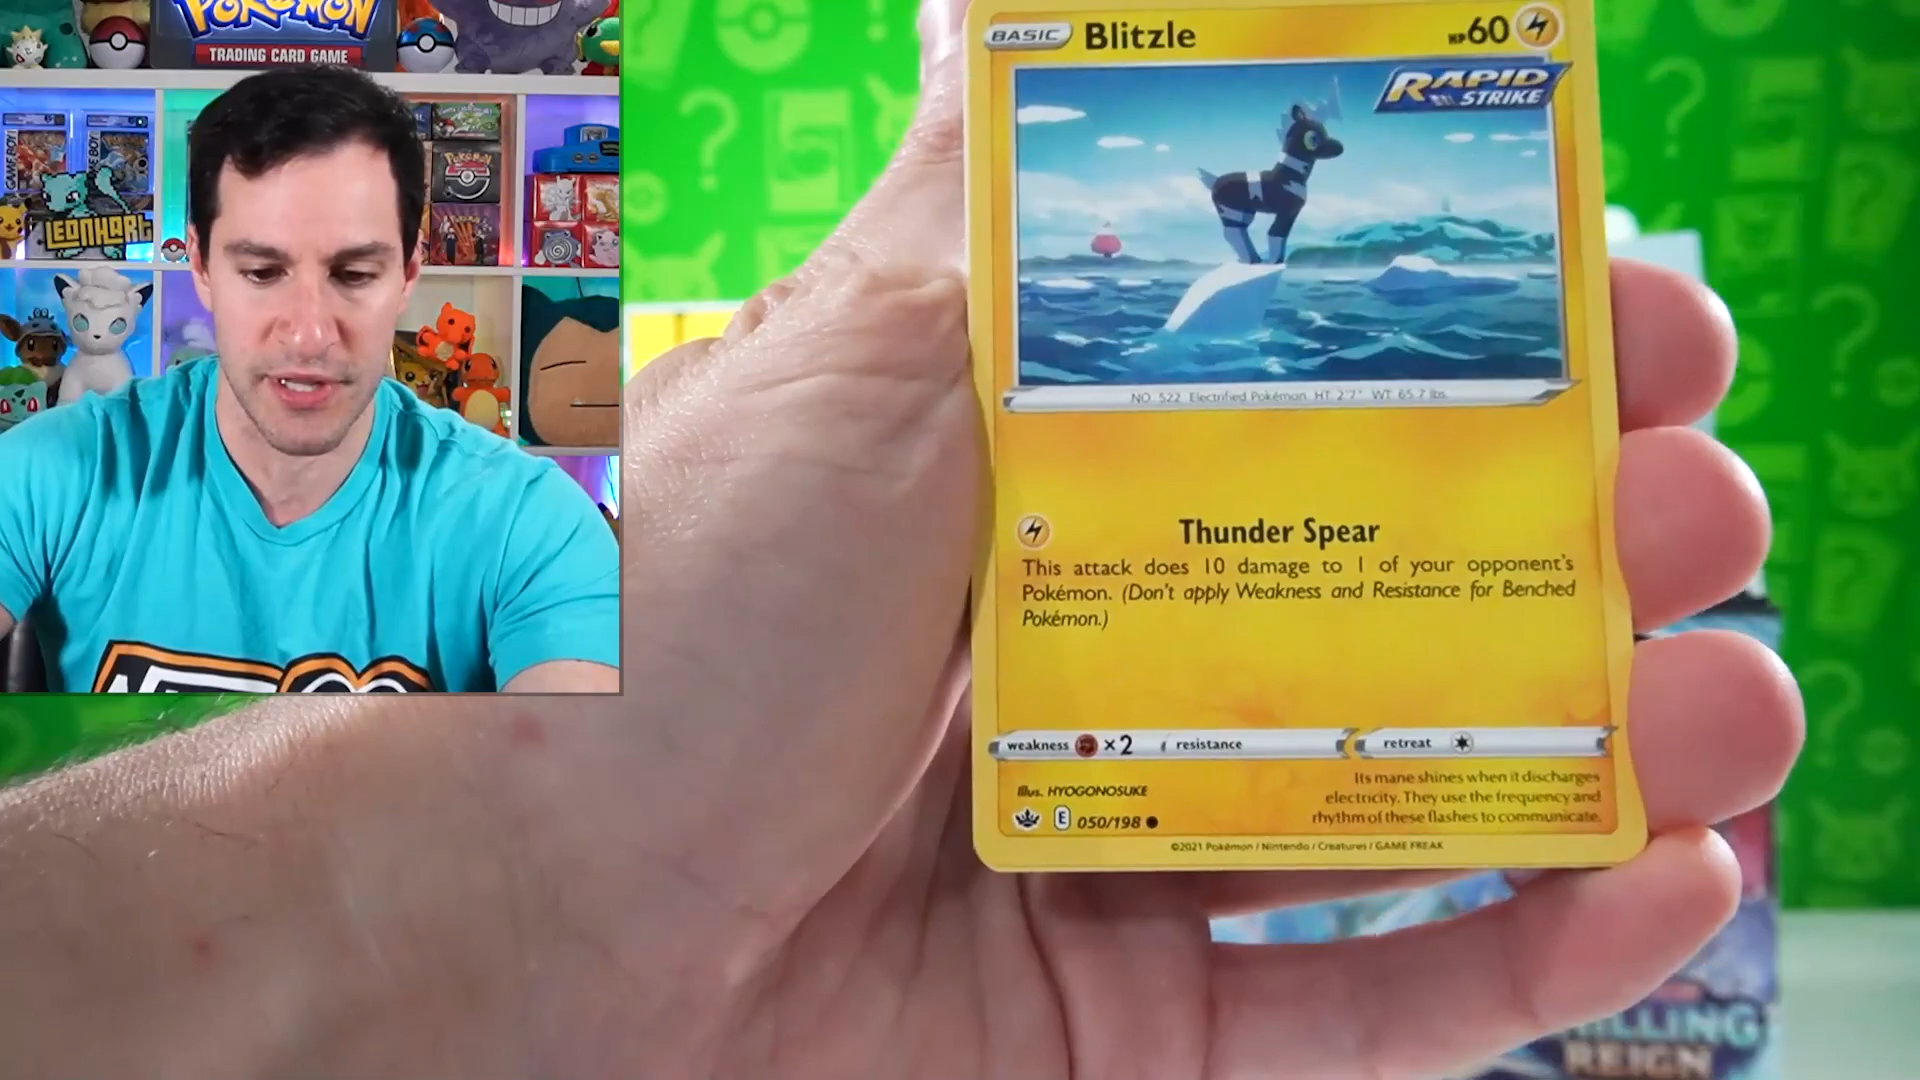 POKÉMON
TRADING CARD GAME
GAME BOY
LEONHART
BASIC Blitzle HP60
RAPID
STRIKE
NO. 522 Electrified Pokémon HT 2'7" WT 65.7 lbs.
Thunder Spear
This attack does 10 damage to 1 of your opponent's
Pokémon. (Don't apply Weakness and Resistance for Benched
Pokémon.)
weakness ×2 resistance retreat
Illus. HYOGONOSUKE
E 050/198
Its mane shines when it discharges
electricity. They use the frequency and
rhythm of these flashes to communicate.
©2021 Pokémon / Nintendo / Creatures / GAME FREAK
REIGN